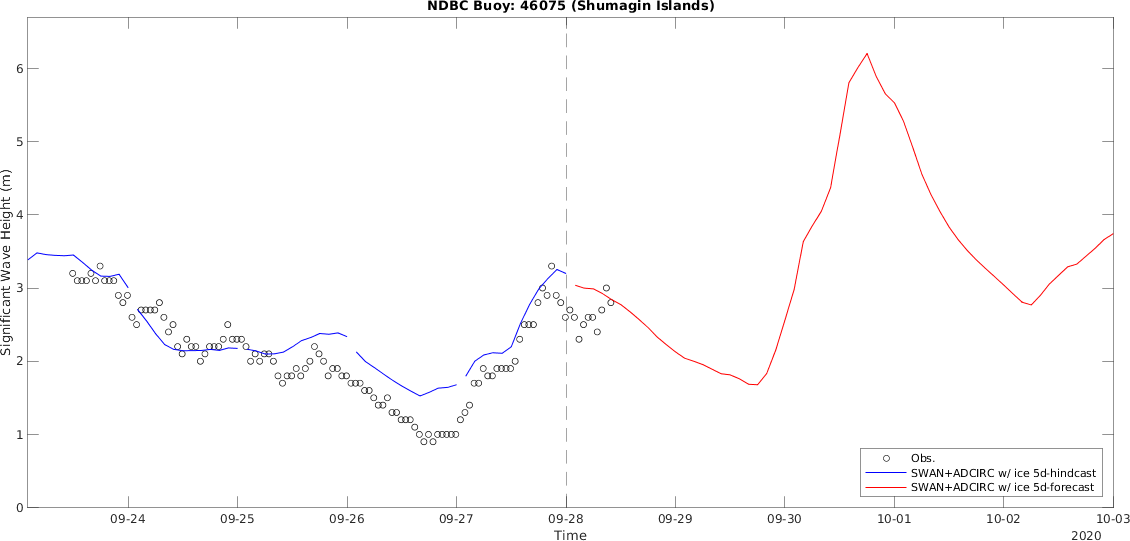 NDBC Buoy: 46075 (Shumagin Islands)
Significant Wave Height (m)
6
5
4
3
2
1
0
Obs.
SWAN+ADCIRC w/ ice 5d-hindcast
SWAN+ADCIRC w/ ice 5d-forecast
09-24 09-25 09-26 09-27 09-28 09-29 09-30 10-01 10-02 10-03
Time 2020